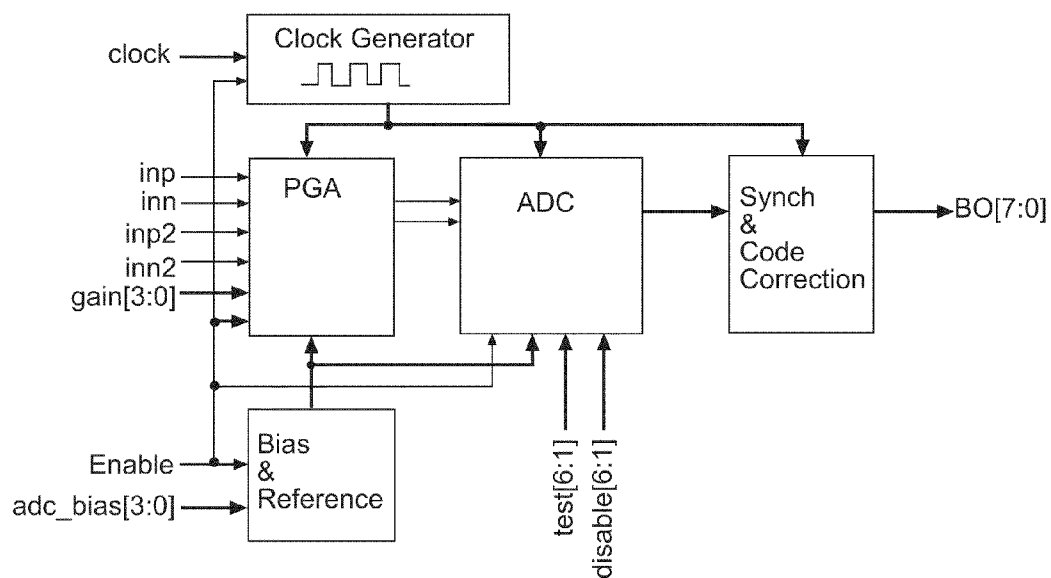 Clock Generator
clock
inp
inn
inp2
inn2
gain[3:0]
PGA
ADC
Synch
&
Code
Correction
BO[7:0]
Enable
adc_bias[3:0]
Bias
&
Reference
test[6:1]
disable[6:1]